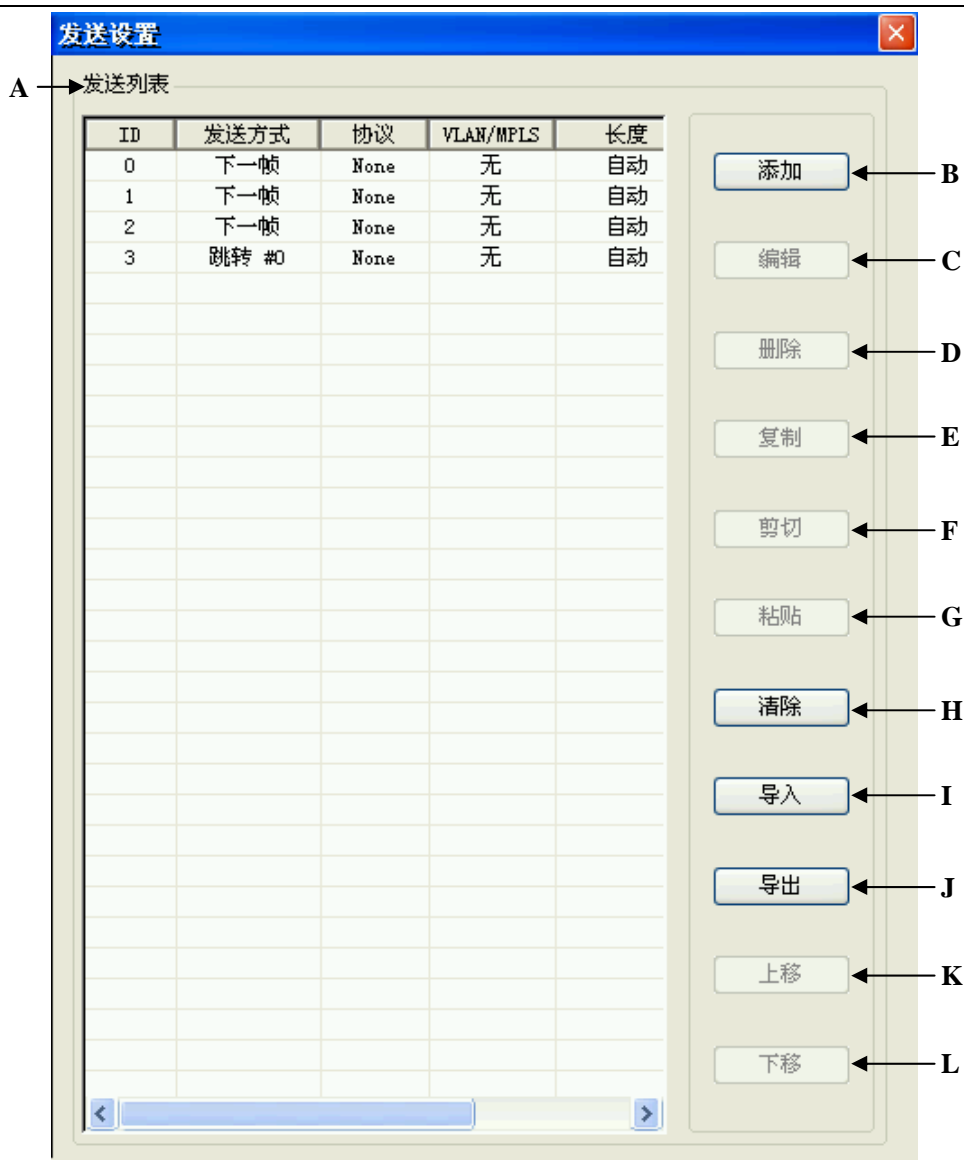 发送设置
A 发送列表
ID 发送方式 协议 VLAN/MPLS 长度
0 下一帧 None 无 自动
1 下一帧 None 无 自动
2 下一帧 None 无 自动
3 跳转 #0 None 无 自动
添加 B
编辑 C
删除 D
复制 E
剪切 F
粘贴 G
清除 H
导入 I
导出 J
上移 K
下移 L